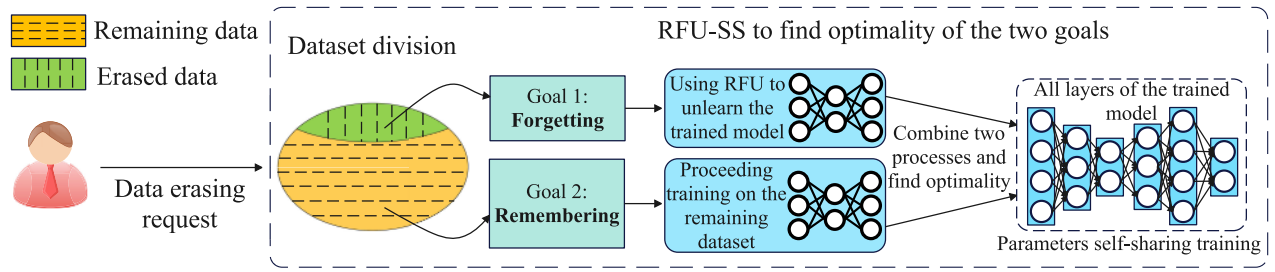 Remaining data
Erased data
Data erasing
request
Dataset division
RFU-SS to find optimality of the two goals
Goal 1:
Forgetting
Goal 2:
Remembering
Using RFU to
unlearn the
trained model
Proceeding
training on the
remaining
dataset
Combine two
processes and
find optimality
All layers of the trained
model
Parameters self-sharing training